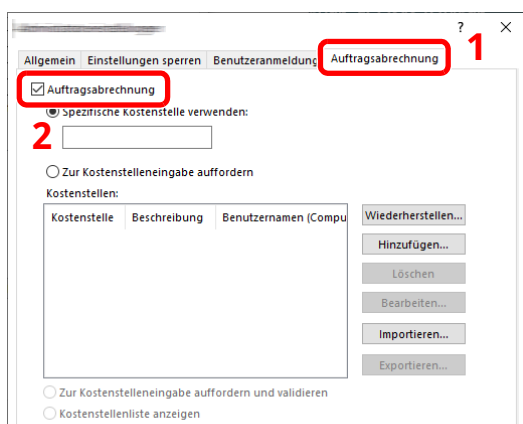 ?
1
Allgemein Einstellungen sperren Benutzeranmeldung Auftragsabrechnung
Auftragsabrechnung
Spezifische Kostenstelle verwenden:
2
Zur Kostenstelleneingabe auffordern
Kostenstellen:
Kostenstelle Beschreibung Benutzernamen (Compu
Wiederherstellen...
Hinzufügen...
Löschen
Bearbeiten...
Importieren...
Exportieren...
Zur Kostenstelleneingabe auffordern und validieren
Kostenstellenliste anzeigen